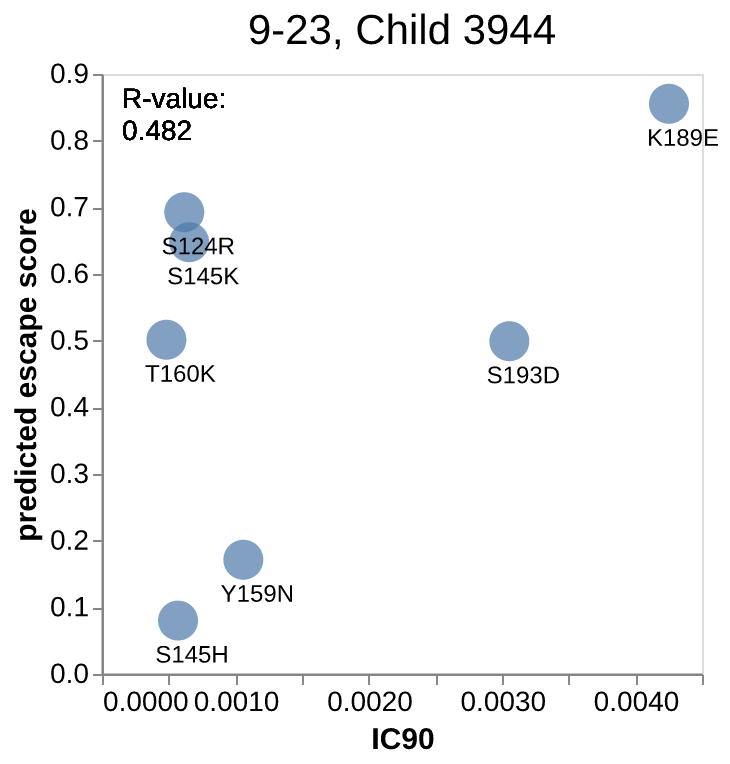 9-23, Child 3944
R-value:
0.482
0.9
0.8
0.7
0.6
0.5
0.4
0.3
0.2
0.1
0.0
predicted escape score
K189E
S124R
S145K
T160K
S193D
Y159N
S145H
0.0000 0.0010 0.0020 0.0030 0.0040
IC90